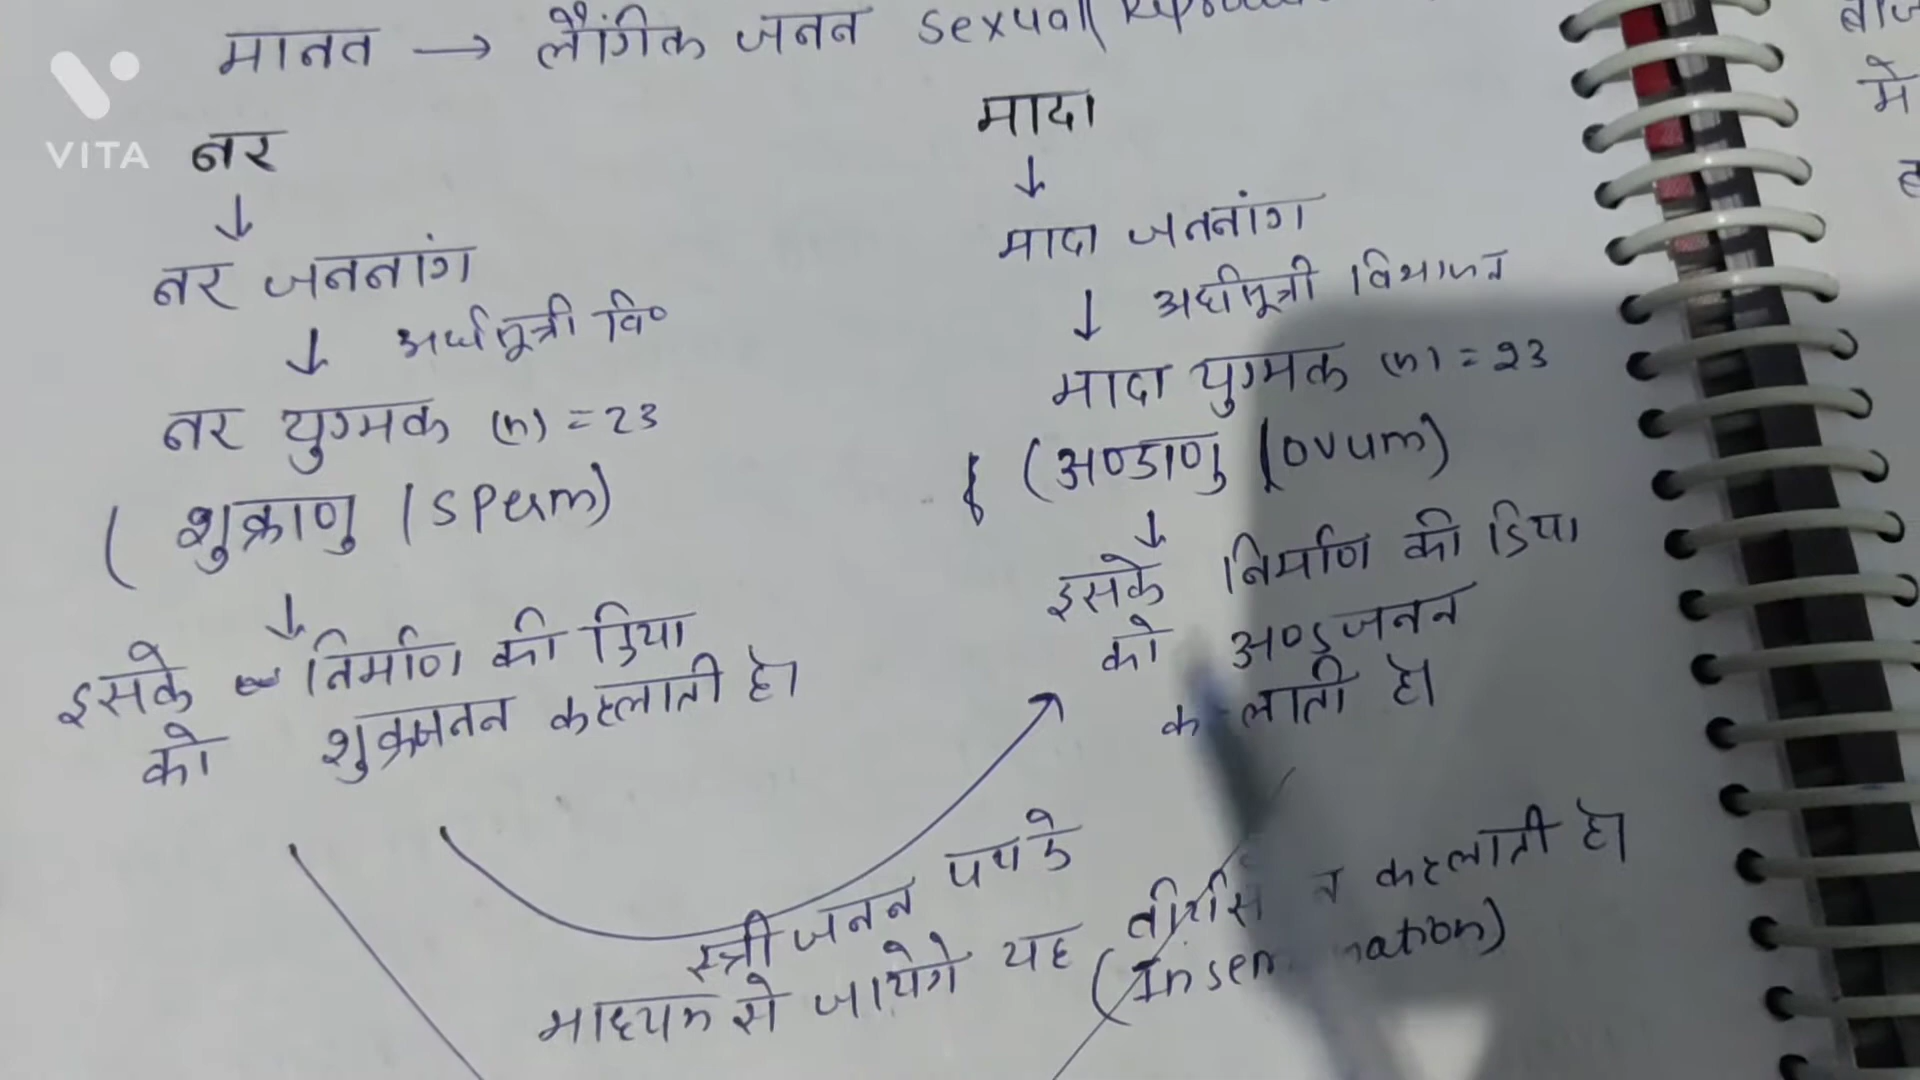 मानव → लैंगिक जनन sexual
VITA
नर
↓
नर जननांग
↓ अर्धसूत्री वि०
नर युग्मक (n) = 23
( शुक्राणु / sperm)
↓
इसके निर्माण की क्रिया
को शुक्रजनन कहलाती है।
मादा
↓
मादा जननांग
↓ अर्धसूत्री विभाजन
मादा युग्मक (n) = 23
(अण्डाणु (ovum)
↓
इसके निर्माण की क्रिया
को अण्डजनन
कहलाती है।
स्त्री जनन पथ के
माध्यम से जायेगे यह कहलाती है।
में